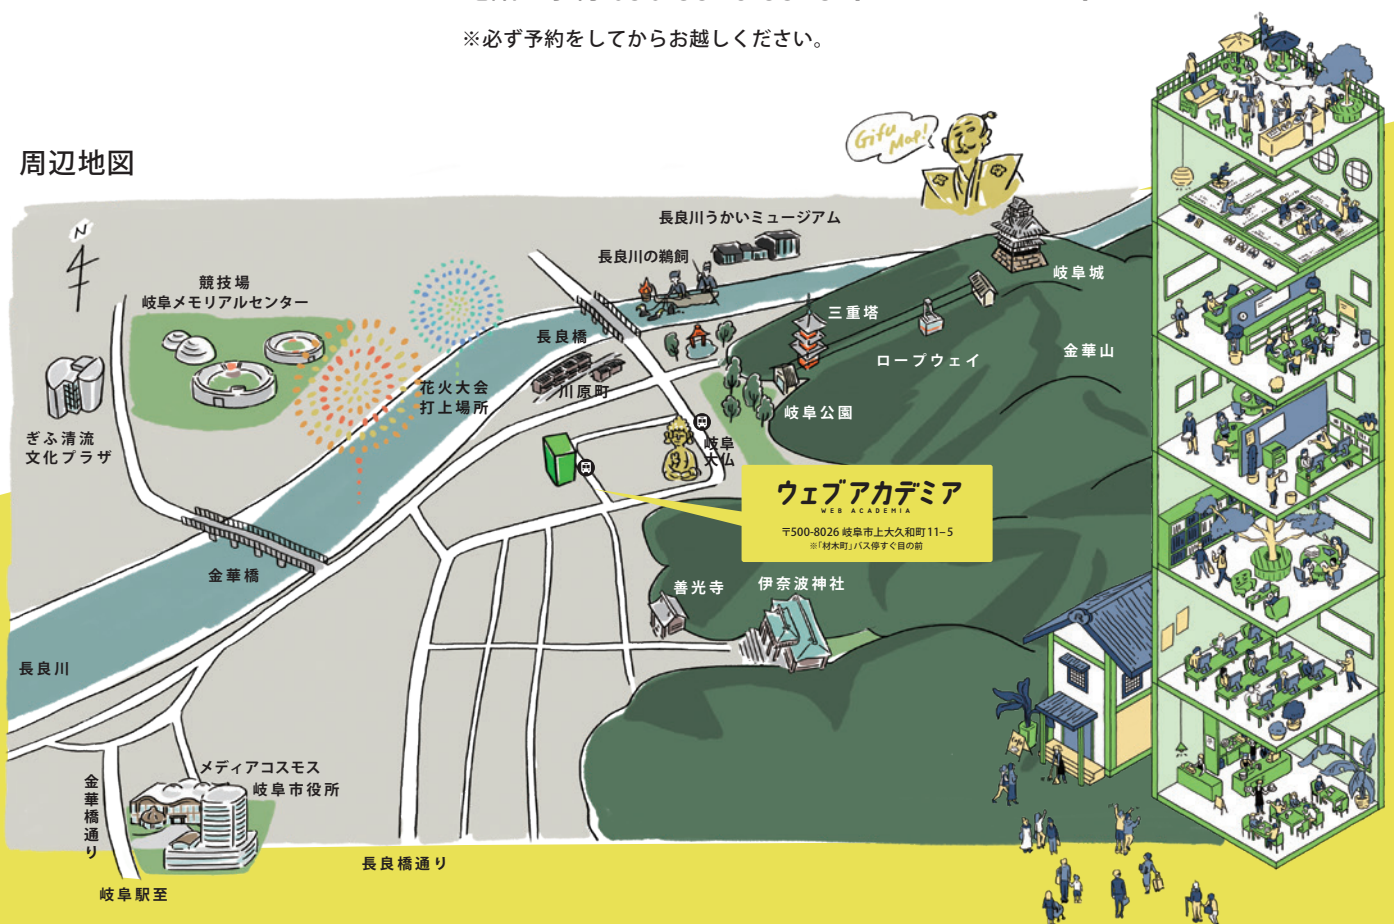 ※必ず予約をしてからお越しください。
周辺地図
Gifu
Map!
N
長良川うかいミュージアム
長良川の鵜飼
岐阜城
競技場
岐阜メモリアルセンター
三重塔
長良橋
ロープウェイ
金華山
花火大会
打上場所
川原町
岐阜公園
ぎふ清流
文化プラザ
岐阜
大仏
ウェブアカデミア
WEB ACADEMIA
〒500-8026 岐阜市上大久和町11-5
※「材木町」バス停すぐ目の前
金華橋
善光寺
伊奈波神社
長良川
メディアコスモス
岐阜市役所
金華橋通り
長良橋通り
岐阜駅至